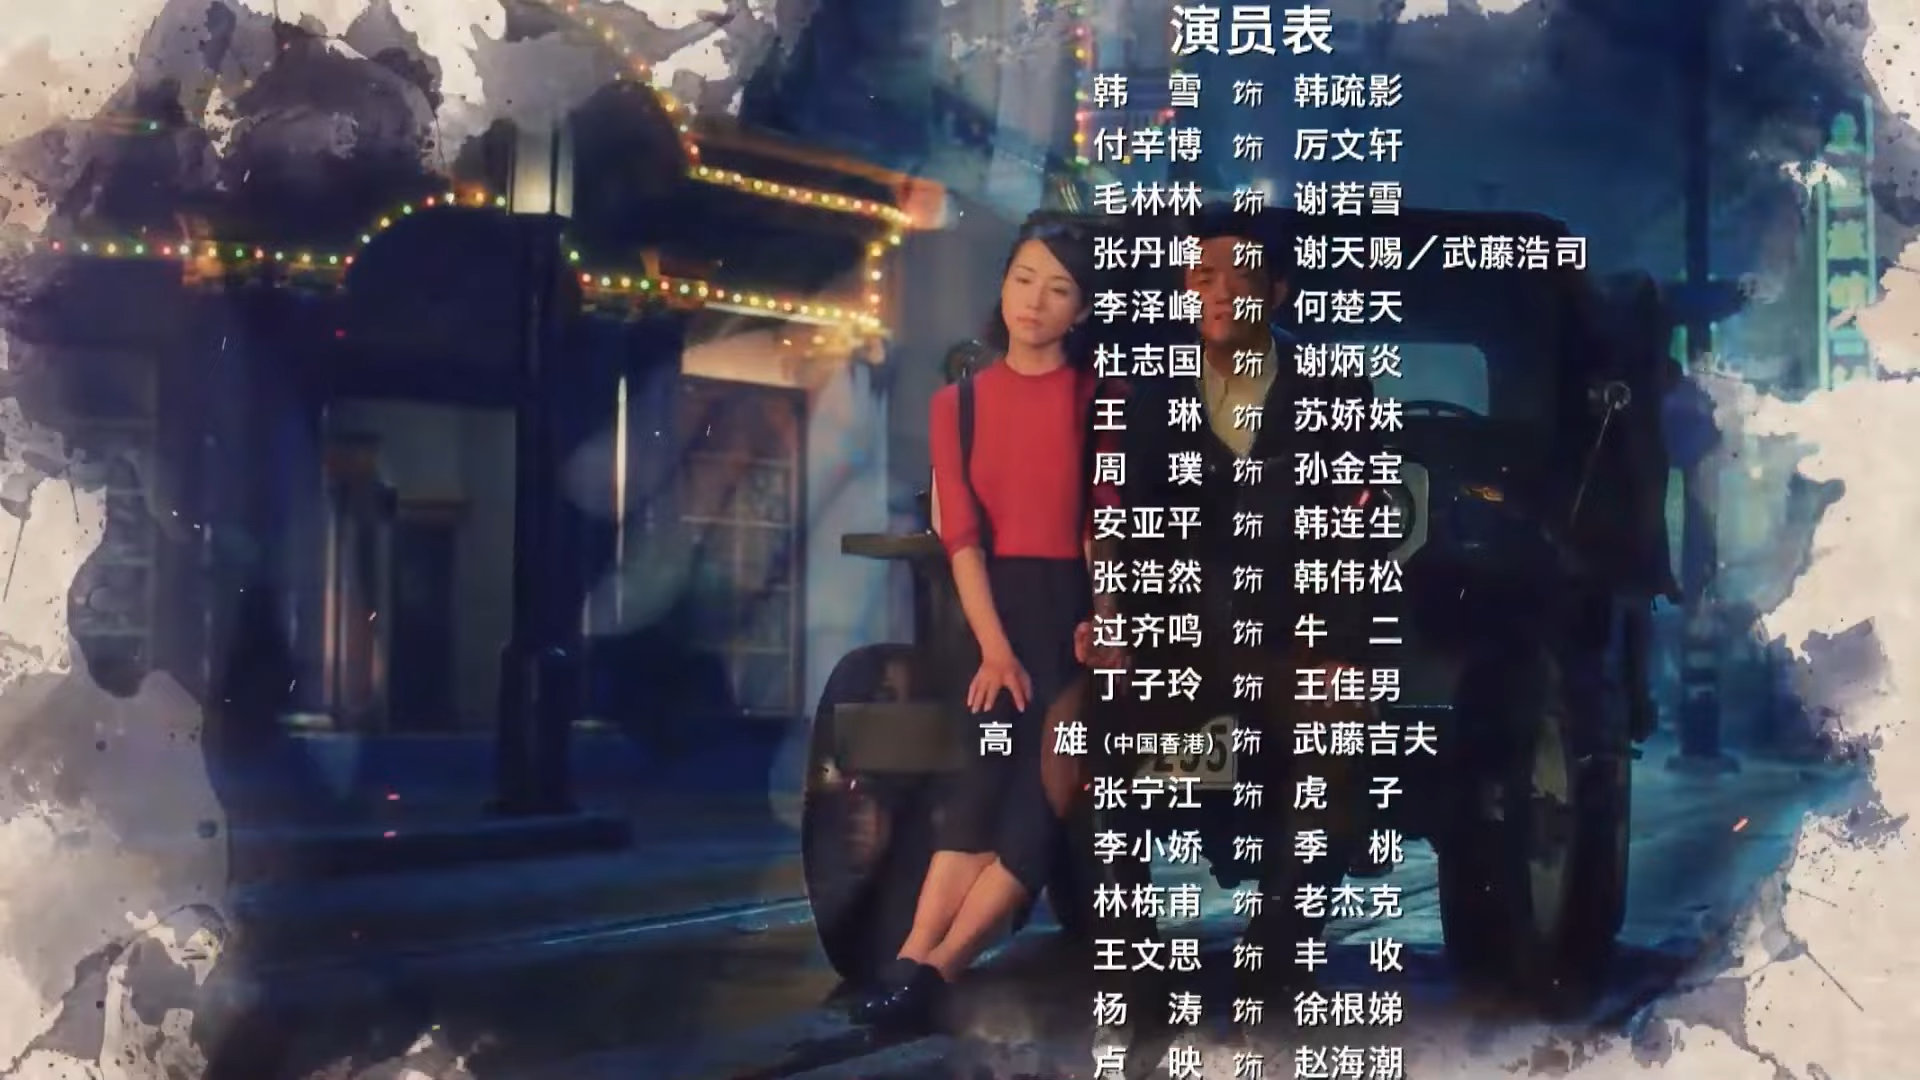 演员表
韩 雪 饰 韩疏影
付辛博 饰 厉文轩
毛林林 饰 谢若雪
张丹峰 饰 谢天赐／武藤浩司
李泽峰 饰 何楚天
杜志国 饰 谢炳炎
王 琳 饰 苏娇妹
周 璞 饰 孙金宝
安亚平 饰 韩连生
张浩然 饰 韩伟松
过齐鸣 饰 牛 二
丁子玲 饰 王佳男
高 雄（中国香港）饰 武藤吉夫
张宁江 饰 虎 子
李小娇 饰 季 桃
林栋甫 饰 老杰克
王文思 饰 丰 收
杨 涛 饰 徐根娣
卢 映 饰 赵海潮